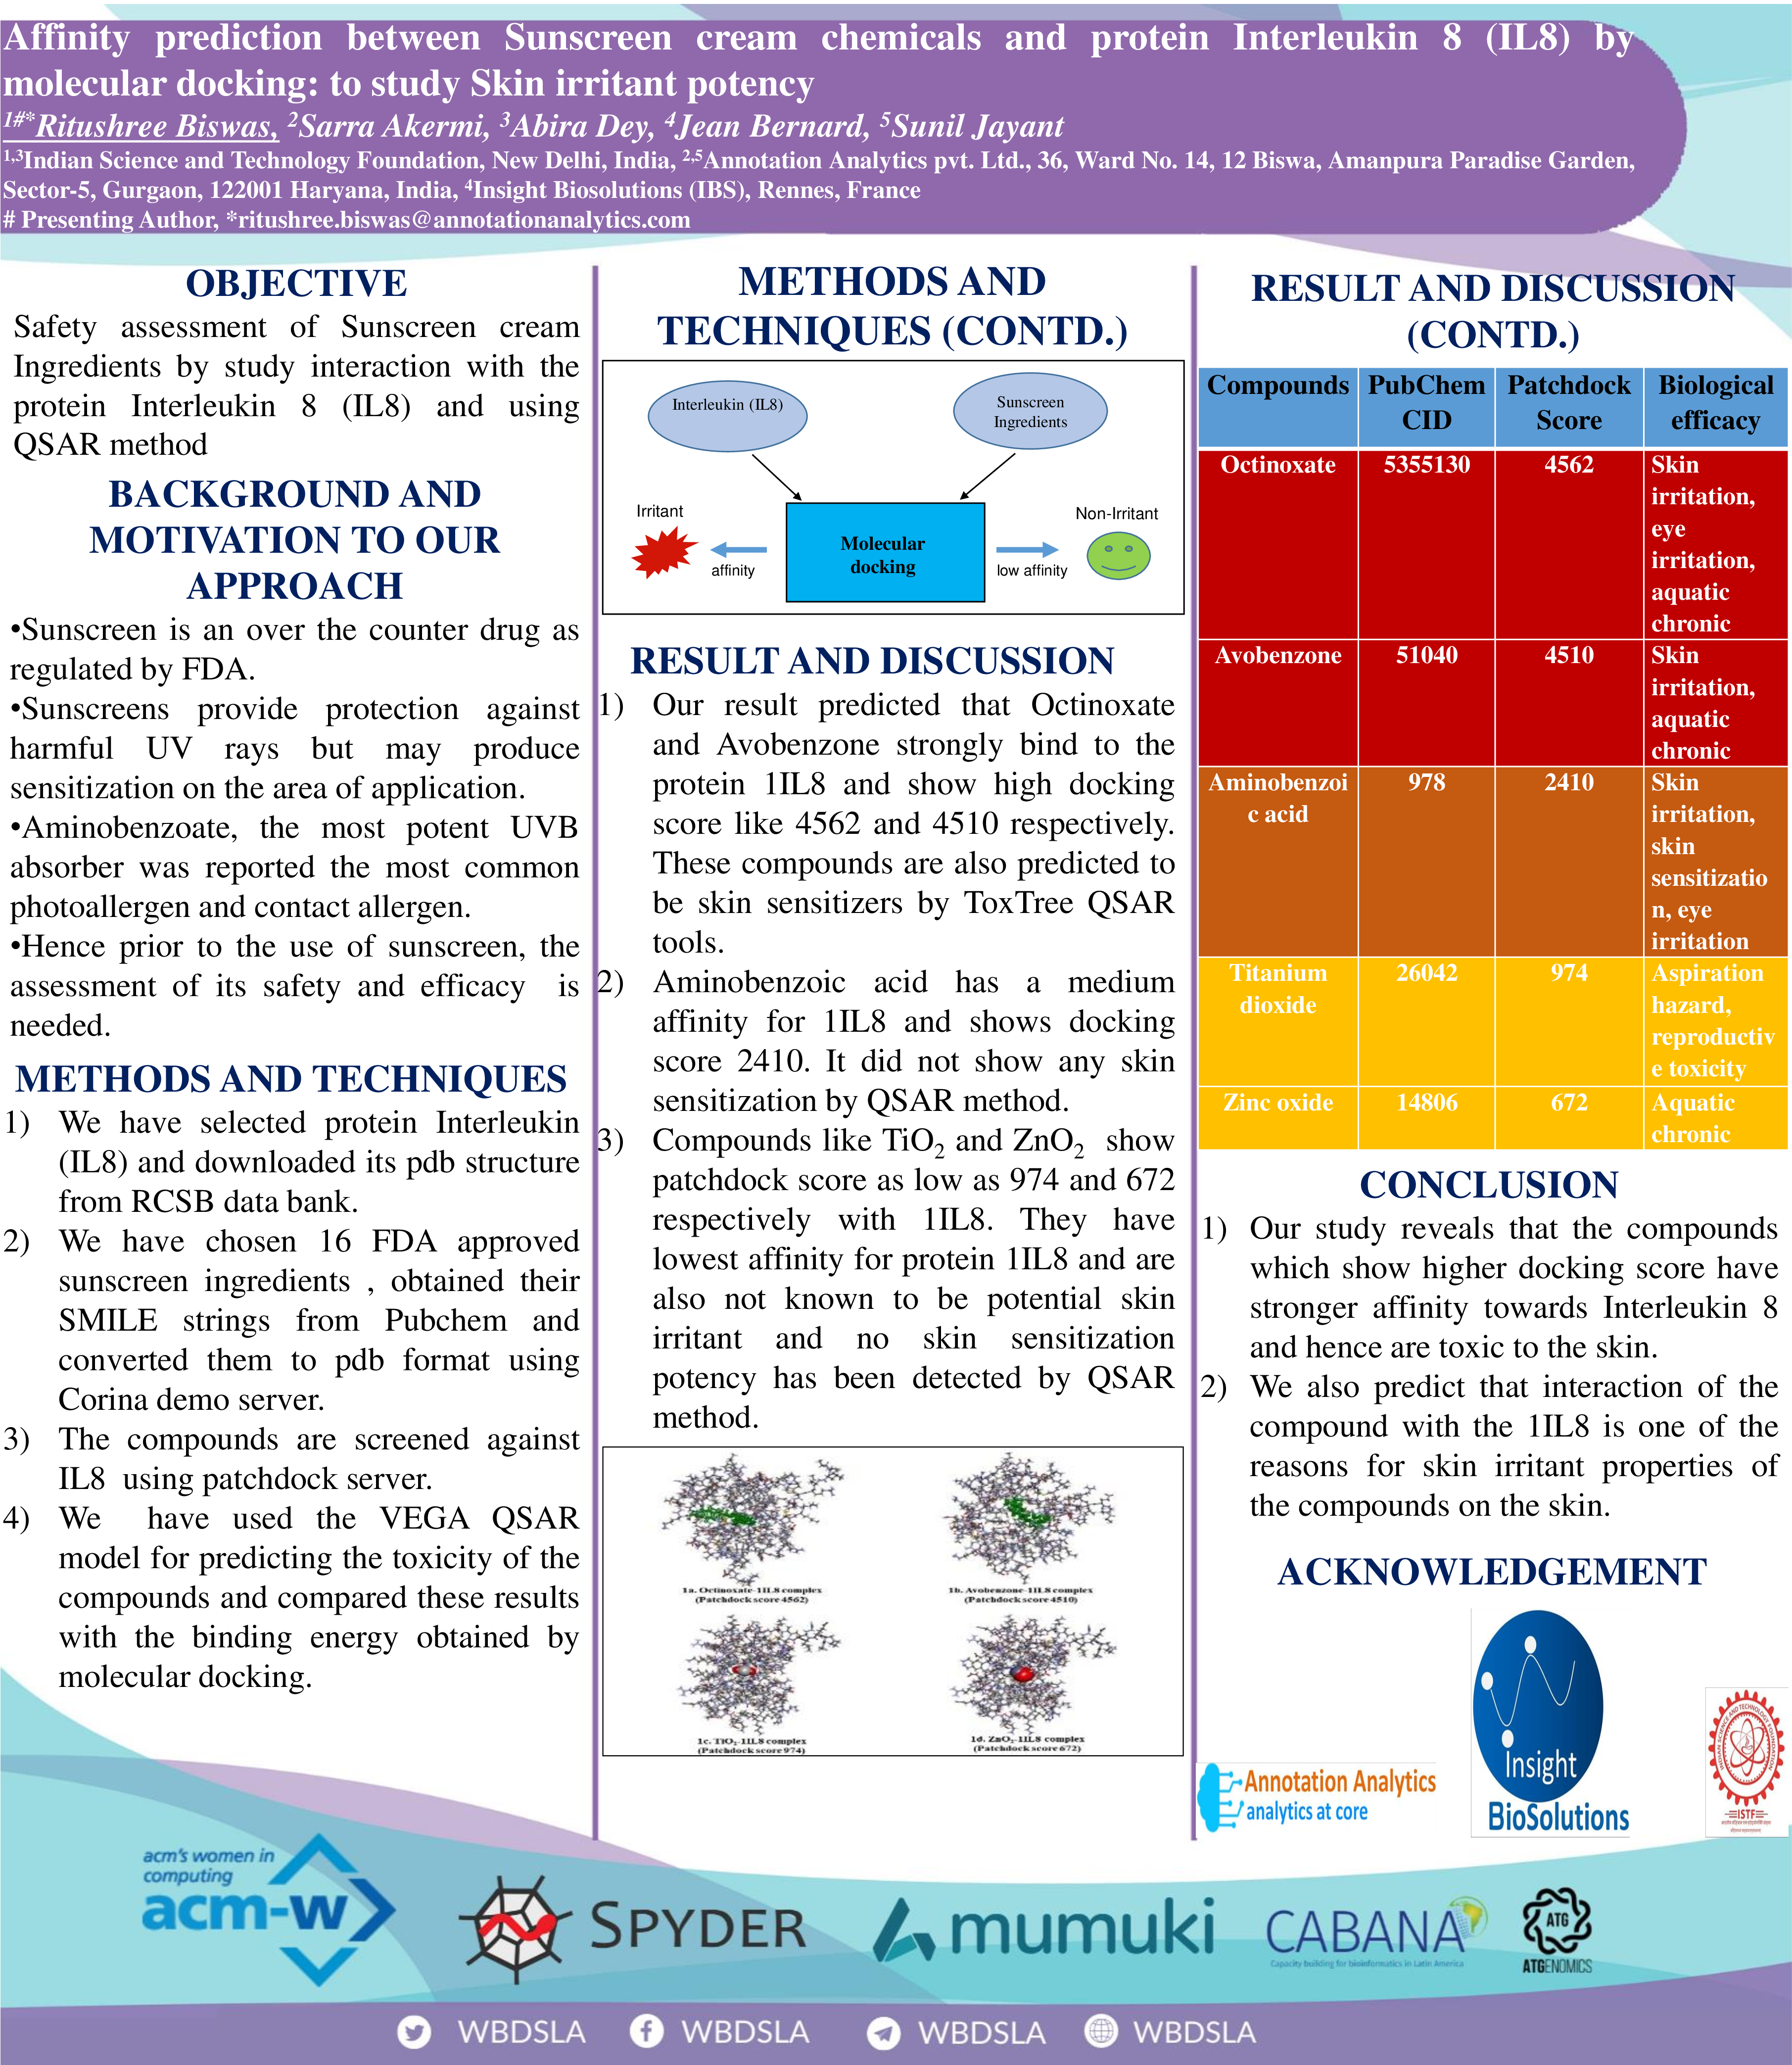 Affinity prediction between Sunscreen cream chemicals and protein Interleukin 8 (IL8) by
molecular docking: to study Skin irritant potency
1#*Ritushree Biswas, 2Sarra Akermi, 3Abira Dey, 4Jean Bernard, 5Sunil Jayant
1,3Indian Science and Technology Foundation, New Delhi, India, 2,5Annotation Analytics pvt. Ltd., 36, Ward No. 14, 12 Biswa, Amanpura Paradise Garden,
Sector-5, Gurgaon, 122001 Haryana, India, 4Insight Biosolutions (IBS), Rennes, France
# Presenting Author, *ritushree.biswas@annotationanalytics.com
OBJECTIVE
Safety assessment of Sunscreen cream
Ingredients by study interaction with the
protein Interleukin 8 (IL8) and using
QSAR method
BACKGROUND AND
MOTIVATION TO OUR
APPROACH
•Sunscreen is an over the counter drug as
regulated by FDA.
•Sunscreens provide protection against
harmful UV rays but may produce
sensitization on the area of application.
•Aminobenzoate, the most potent UVB
absorber was reported the most common
photoallergen and contact allergen.
•Hence prior to the use of sunscreen, the
assessment of its safety and efficacy is
needed.
METHODS AND TECHNIQUES
1) We have selected protein Interleukin
(IL8) and downloaded its pdb structure
from RCSB data bank.
2) We have chosen 16 FDA approved
sunscreen ingredients , obtained their
SMILE strings from Pubchem and
converted them to pdb format using
Corina demo server.
3) The compounds are screened against
IL8 using patchdock server.
4) We have used the VEGA QSAR
model for predicting the toxicity of the
compounds and compared these results
with the binding energy obtained by
molecular docking.
METHODS AND
TECHNIQUES (CONTD.)
Interleukin (IL8)
Sunscreen
Ingredients
Irritant
Non-Irritant
Molecular
docking
affinity
low affinity
RESULT AND DISCUSSION
1) Our result predicted that Octinoxate
and Avobenzone strongly bind to the
protein 1IL8 and show high docking
score like 4562 and 4510 respectively.
These compounds are also predicted to
be skin sensitizers by ToxTree QSAR
tools.
2) Aminobenzoic acid has a medium
affinity for 1IL8 and shows docking
score 2410. It did not show any skin
sensitization by QSAR method.
3) Compounds like TiO2 and ZnO2 show
patchdock score as low as 974 and 672
respectively with 1IL8. They have
lowest affinity for protein 1IL8 and are
also not known to be potential skin
irritant and no skin sensitization
potency has been detected by QSAR
method.
1a. Octinoxate-1IL8 complex
(Patchdock score 4562)
1b. Avobenzone-1IL8 complex
(Patchdock score 4510)
1c. TiO2-1IL8 complex
(Patchdock score 974)
1d. ZnO2-1IL8 complex
(Patchdock score 672)
RESULT AND DISCUSSION
(CONTD.)
Compounds PubChem CID Patchdock Score Biological efficacy
Octinoxate 5355130 4562 Skin
irritation,
eye
irritation,
aquatic
chronic
Avobenzone 51040 4510 Skin
irritation,
aquatic
chronic
Aminobenzoi 978 2410 Skin
c acid irritation,
skin
sensitizatio
n, eye
irritation
Titanium 26042 974 Aspiration
dioxide hazard,
reproductiv
e toxicity
Zinc oxide 14806 672 Aquatic
chronic
CONCLUSION
1) Our study reveals that the compounds
which show higher docking score have
stronger affinity towards Interleukin 8
and hence are toxic to the skin.
2) We also predict that interaction of the
compound with the 1IL8 is one of the
reasons for skin irritant properties of
the compounds on the skin.
ACKNOWLEDGEMENT
Annotation Analytics
analytics at core
Insight
BioSolutions
INDIAN SCIENCE AND TECHNOLOGY FOUNDATION
ISTF
acm's women in
computing
acm-w
SPYDER
mumuki
CABANA
Capacity building for bioinformatics in Latin America
ATG
ATGENOMICS
WBDSLA WBDSLA WBDSLA WBDSLA